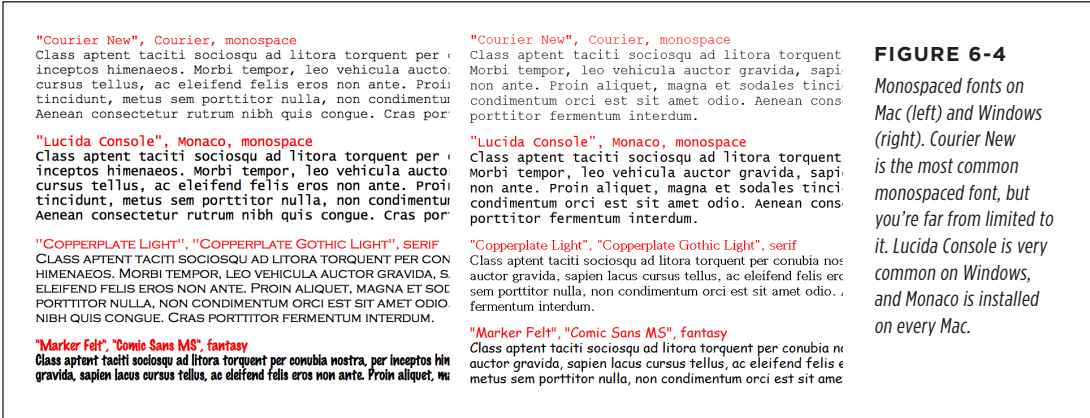 "Courier New", Courier, monospace
Class aptent taciti sociosqu ad litora torquent per
inceptos himenaeos. Morbi tempor, leo vehicula aucto
cursus tellus, ac eleifend felis eros non ante. Proi
tincidunt, metus sem porttitor nulla, non condimentu
Aenean consectetur rutrum nibh quis congue. Cras por
"Lucida Console", Monaco, monospace
Class aptent taciti sociosqu ad litora torquent per
inceptos himenaeos. Morbi tempor, leo vehicula aucto
cursus tellus, ac eleifend felis eros non ante. Proi
tincidunt, metus sem porttitor nulla, non condimentu
Aenean consectetur rutrum nibh quis congue. Cras por
"Copperplate Light", "Copperplate Gothic Light", serif
Class aptent taciti sociosqu ad litora torquent per con
himenaeos. Morbi tempor, leo vehicula auctor gravida, s
eleifend felis eros non ante. Proin aliquet, magna et sod
porttitor nulla, non condimentum orci est sit amet odio.
nibh quis congue. Cras porttitor fermentum interdum.
"Marker Felt", "Comic Sans MS", fantasy
Class aptent taciti sociosqu ad litora torquent per conubia nostra, per inceptos him
gravida, sapien lacus cursus tellus, ac eleifend felis eros non ante. Proin aliquet, m
"Courier New", Courier, monospace
Class aptent taciti sociosqu ad litora torquent
Morbi tempor, leo vehicula auctor gravida, sapi
non ante. Proin aliquet, magna et sodales tinci
condimentum orci est sit amet odio. Aenean cons
porttitor fermentum interdum.
"Lucida Console", Monaco, monospace
Class aptent taciti sociosqu ad litora torquent
Morbi tempor, leo vehicula auctor gravida, sapi
non ante. Proin aliquet, magna et sodales tinci
condimentum orci est sit amet odio. Aenean cons
porttitor fermentum interdum.
"Copperplate Light", "Copperplate Gothic Light", serif
Class aptent taciti sociosqu ad litora torquent per conubia nos
auctor gravida, sapien lacus cursus tellus, ac eleifend felis ero
sem porttitor nulla, non condimentum orci est sit amet odio.
fermentum interdum.
"Marker Felt", "Comic Sans MS", fantasy
Class aptent taciti sociosqu ad litora torquent per conubia no
auctor gravida, sapien lacus cursus tellus, ac eleifend felis e
metus sem porttitor nulla, non condimentum orci est sit ame
FIGURE 6-4
Monospaced fonts on
Mac (left) and Windows
(right). Courier New
is the most common
monospaced font, but
you're far from limited to
it. Lucida Console is very
common on Windows,
and Monaco is installed
on every Mac.